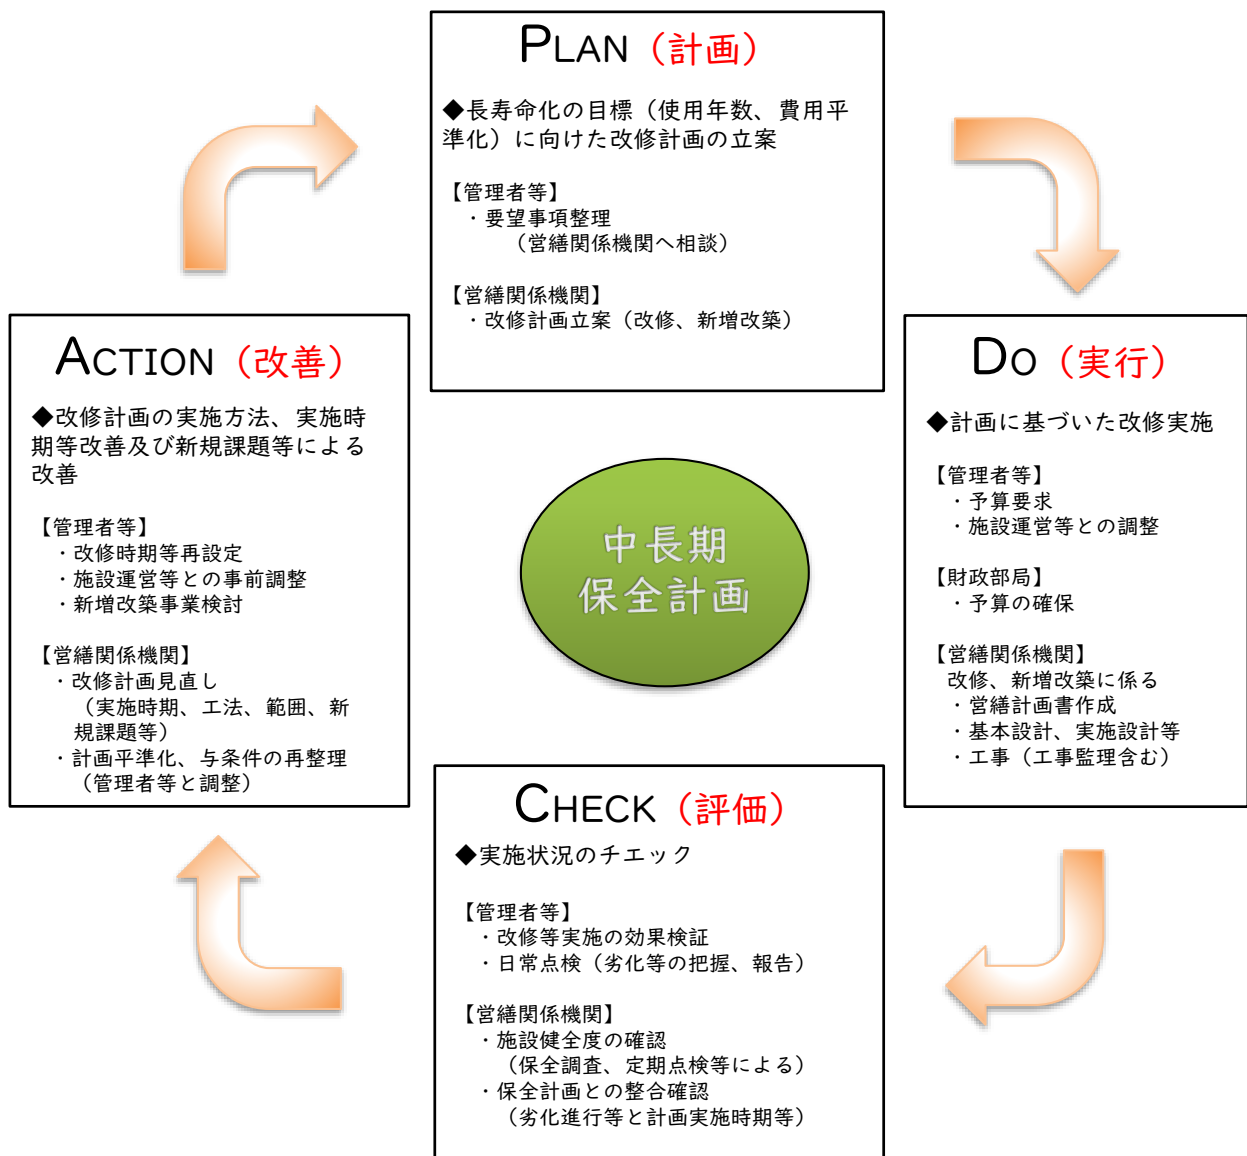 PLAN（計画）
◆長寿命化の目標（使用年数、費用平
準化）に向けた改修計画の立案
【管理者等】
・要望事項整理
（営繕関係機関へ相談）
【営繕関係機関】
・改修計画立案（改修、新増改築）
DO（実行）
◆計画に基づいた改修実施
【管理者等】
・予算要求
・施設運営等との調整
【財政部局】
・予算の確保
【営繕関係機関】
改修、新増改築に係る
・営繕計画書作成
・基本設計、実施設計等
・工事（工事監理含む）
CHECK（評価）
◆実施状況のチエック
【管理者等】
・改修等実施の効果検証
・日常点検（劣化等の把握、報告）
【営繕関係機関】
・施設健全度の確認
（保全調査、定期点検等による）
・保全計画との整合確認
（劣化進行等と計画実施時期等）
ACTION（改善）
◆改修計画の実施方法、実施時
期等改善及び新規課題等による
改善
【管理者等】
・改修時期等再設定
・施設運営等との事前調整
・新増改築事業検討
【営繕関係機関】
・改修計画見直し
（実施時期、工法、範囲、新
規課題等）
・計画平準化、与条件の再整理
（管理者等と調整）
中長期
保全計画